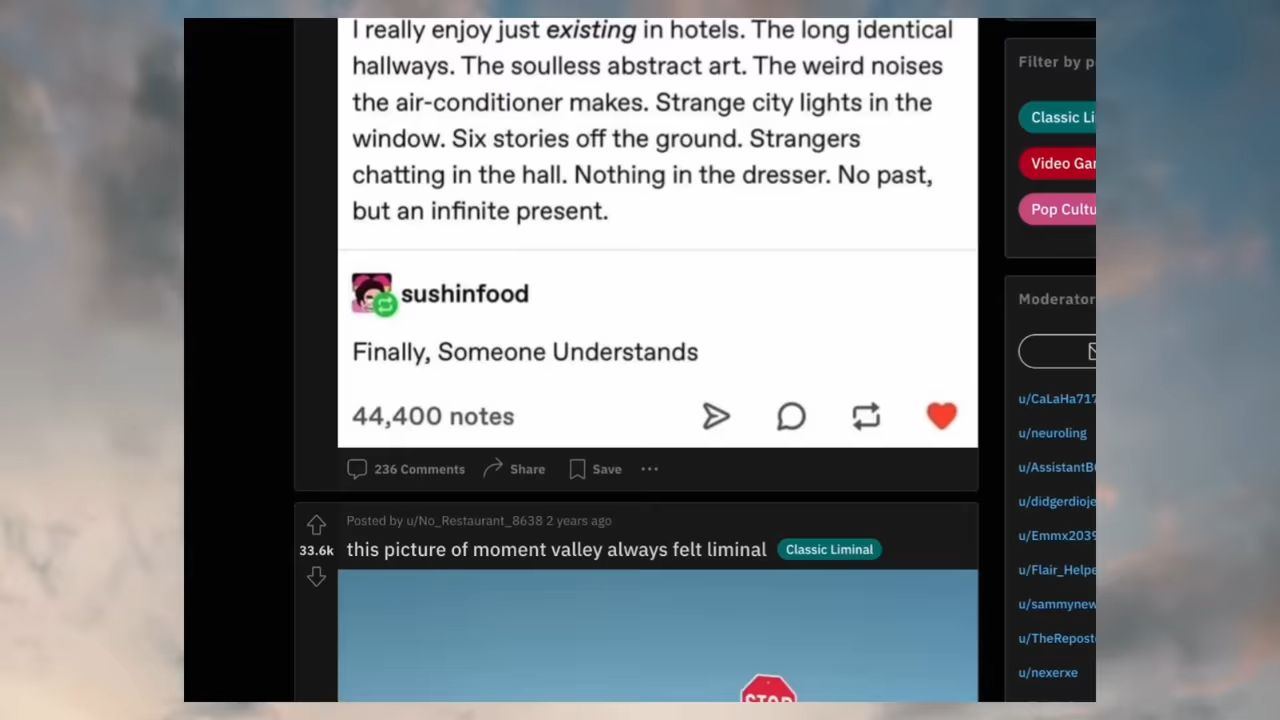 I really enjoy just existing in hotels. The long identical
hallways. The soulless abstract art. The weird noises
the air-conditioner makes. Strange city lights in the
window. Six stories off the ground. Strangers
chatting in the hall. Nothing in the dresser. No past,
but an infinite present.
sushinfood
Finally, Someone Understands
44,400 notes
236 Comments Share Save
Posted by u/No_Restaurant_8638 2 years ago
33.6k
this picture of moment valley always felt liminal Classic Liminal
STOP
Filter by p
Classic Li
Video Ga
Pop Cultu
Moderator
u/CaLaHa717
u/neuroling
u/AssistantB
u/didgerdioje
u/Emmx2039
u/Flair_Helpe
u/sammynew
u/TheRepost
u/nexerxe